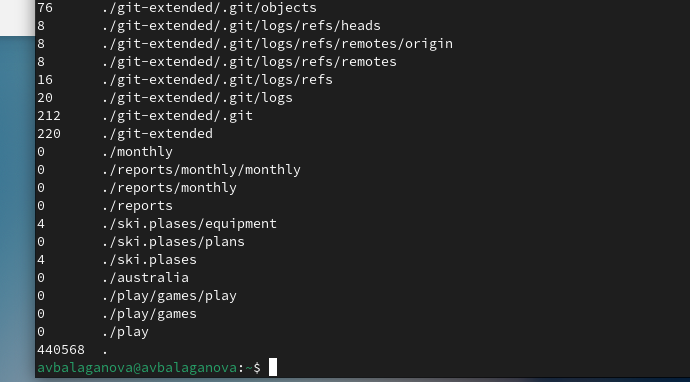 76 ./git-extended/.git/objects
8 ./git-extended/.git/logs/refs/heads
8 ./git-extended/.git/logs/refs/remotes/origin
8 ./git-extended/.git/logs/refs/remotes
16 ./git-extended/.git/logs/refs
20 ./git-extended/.git/logs
212 ./git-extended/.git
220 ./git-extended
0 ./monthly
0 ./reports/monthly/monthly
0 ./reports/monthly
0 ./reports
4 ./ski.plases/equipment
0 ./ski.plases/plans
4 ./ski.plases
0 ./australia
0 ./play/games/play
0 ./play/games
0 ./play
440568 .
avbalaganova@avbalaganova:~$